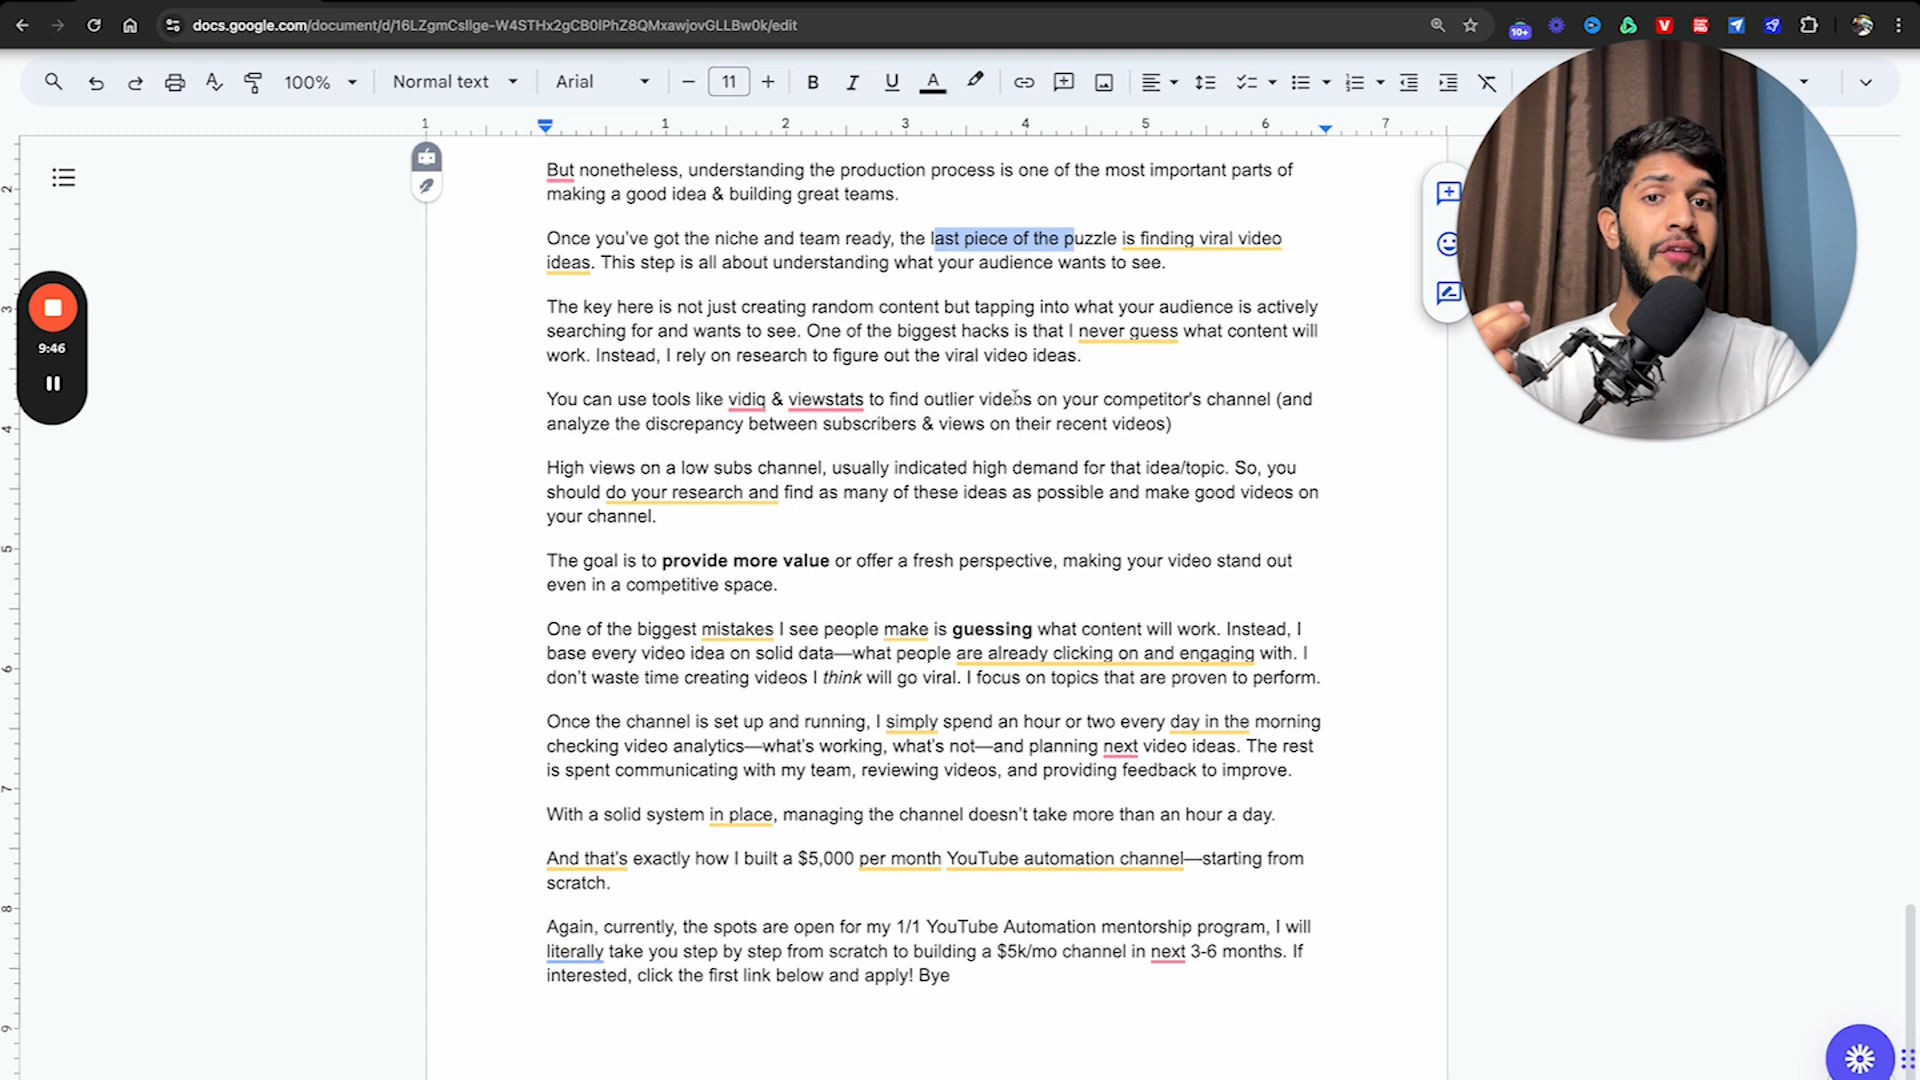 docs.google.com/document/d/16LZgmCsllge-W4STHx2gCB0lPhZ8QMxawjovGLLBw0k/edit
10+
100%
Normal text
Arial
11
1 1 2 3 4 5 6 7
But nonetheless, understanding the production process is one of the most important parts of
making a good idea & building great teams.
Once you've got the niche and team ready, the last piece of the puzzle is finding viral video
ideas. This step is all about understanding what your audience wants to see.
The key here is not just creating random content but tapping into what your audience is actively
searching for and wants to see. One of the biggest hacks is that I never guess what content will
work. Instead, I rely on research to figure out the viral video ideas.
9:46
You can use tools like vidiq & viewstats to find outlier videos on your competitor's channel (and
analyze the discrepancy between subscribers & views on their recent videos)
High views on a low subs channel, usually indicated high demand for that idea/topic. So, you
should do your research and find as many of these ideas as possible and make good videos on
your channel.
The goal is to provide more value or offer a fresh perspective, making your video stand out
even in a competitive space.
One of the biggest mistakes I see people make is guessing what content will work. Instead, I
base every video idea on solid data—what people are already clicking on and engaging with. I
don't waste time creating videos I think will go viral. I focus on topics that are proven to perform.
Once the channel is set up and running, I simply spend an hour or two every day in the morning
checking video analytics—what's working, what's not—and planning next video ideas. The rest
is spent communicating with my team, reviewing videos, and providing feedback to improve.
With a solid system in place, managing the channel doesn't take more than an hour a day.
And that's exactly how I built a $5,000 per month YouTube automation channel—starting from
scratch.
Again, currently, the spots are open for my 1/1 YouTube Automation mentorship program, I will
literally take you step by step from scratch to building a $5k/mo channel in next 3-6 months. If
interested, click the first link below and apply! Bye
2
3
4
5
6
7
8
9